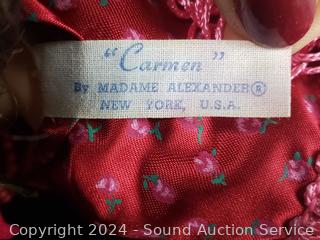 "Carmen"
By MADAME ALEXANDER®
NEW YORK, U.S.A.
Copyright 2024 - Sound Auction Service